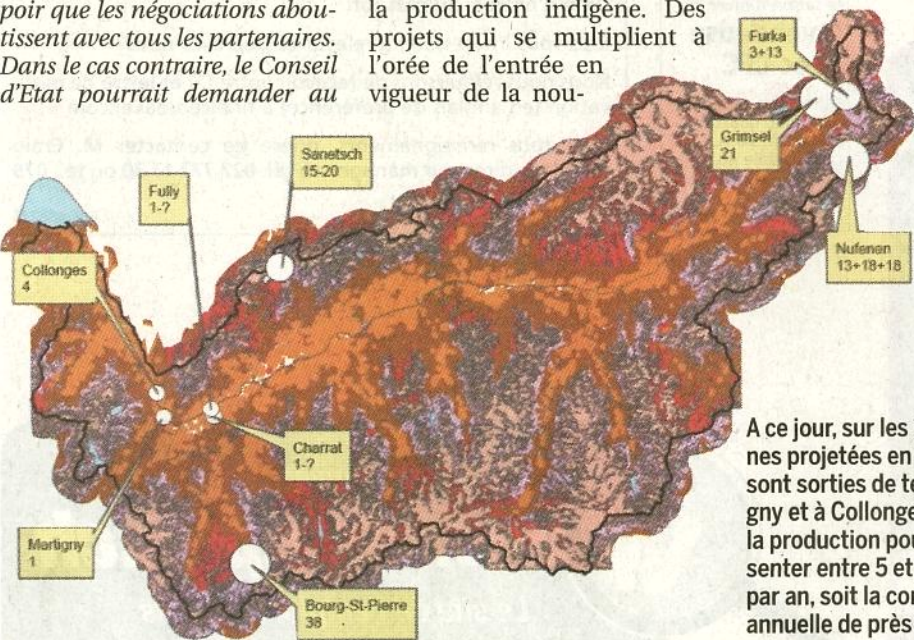 poir que les négociations abou-
tissent avec tous les partenaires.
Dans le cas contraire, le Conseil
d'Etat pourrait demander au
la production indigène. Des
projets qui se multiplient à
l'orée de l'entrée en
vigueur de la nou-
Furka
3+13
Grimsel
21
Sanetsch
15-20
Fully
1-?
Nufenen
13+18+18
Collonges
4
Charrat
1-?
Martigny
1
Bourg-St-Pierre
38
A ce jour, sur les
nes projetées en
sont sorties de te
gny et à Collonge
la production pou
senter entre 5 et
par an, soit la cor
annuelle de près